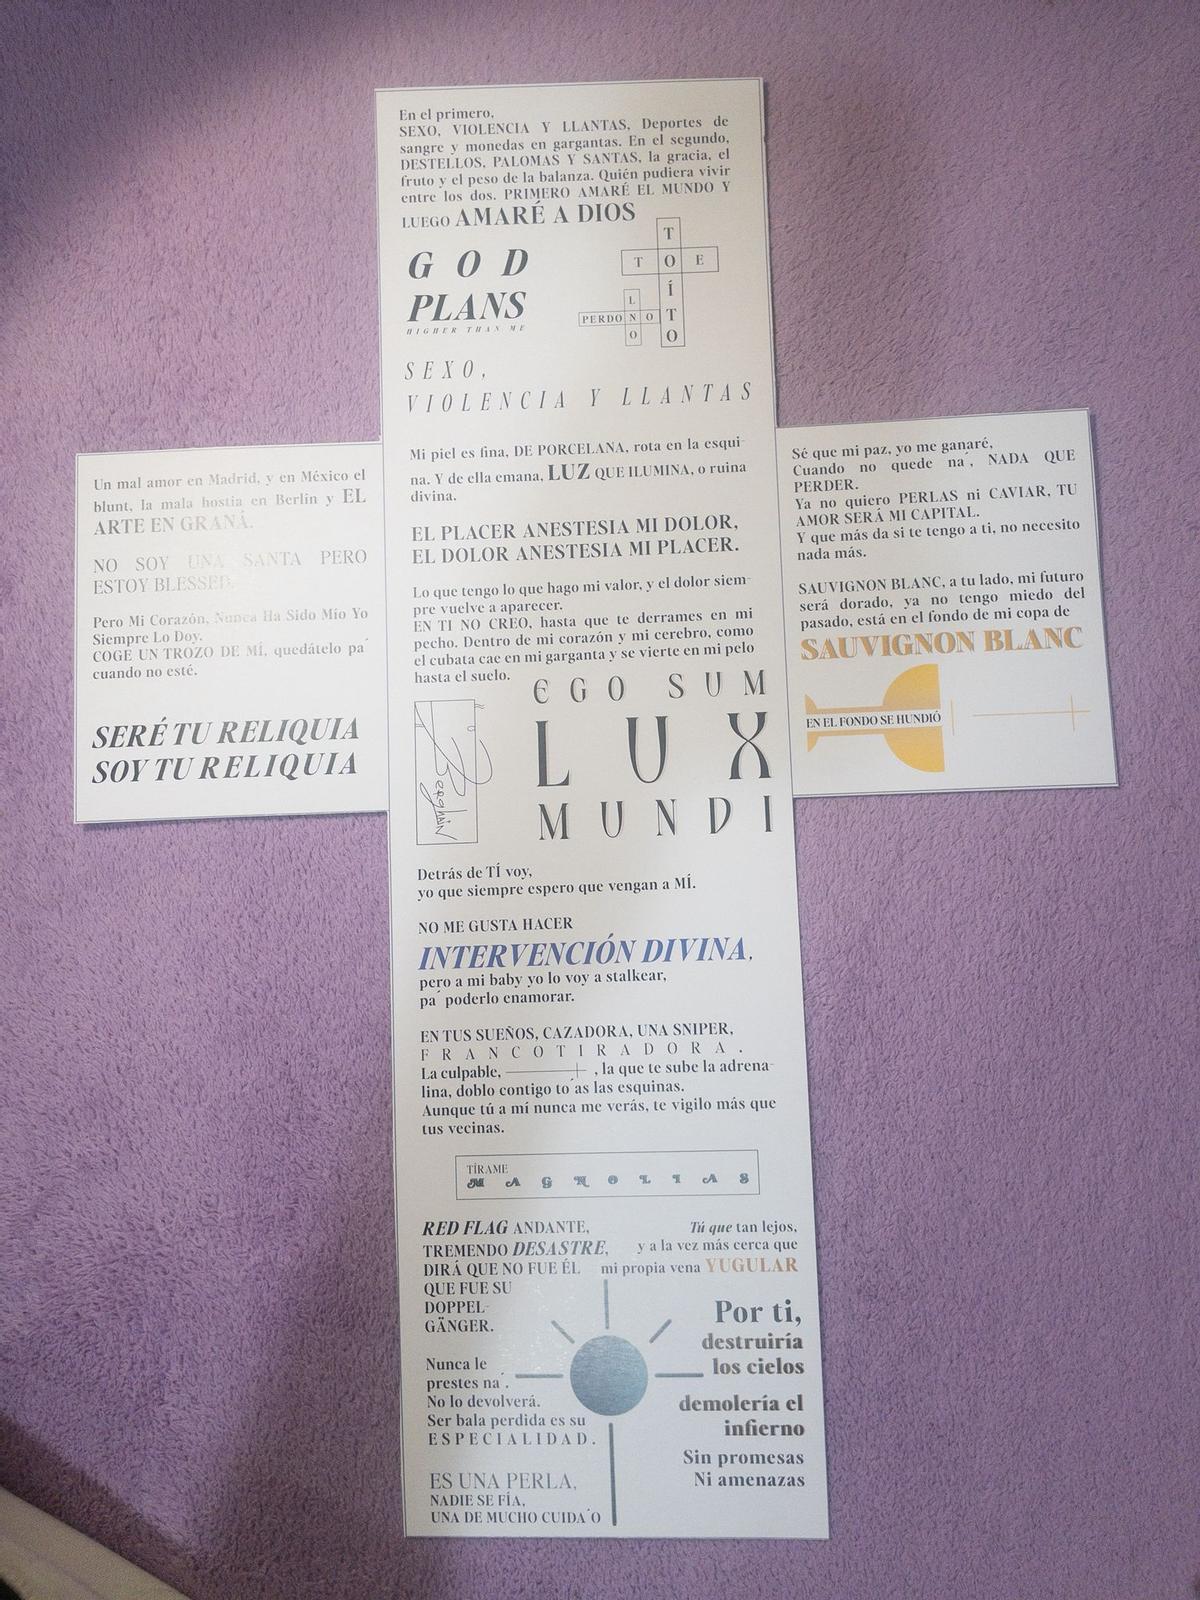 En el primero,
SEXO, VIOLENCIA Y LLANTAS, Deportes de
sangre y monedas en gargantas. En el segundo,
DESTELLOS, PALOMAS Y SANTAS, la gracia, el
fruto y el peso de la balanza. Quién pudiera vivir
entre los dos. PRIMERO AMARÉ EL MUNDO Y
LUEGO AMARÉ A DIOS
GOD
PLANS
HIGHER THAN ME
TOÍTO
T O E
PERDONO
LNO
SEXO,
VIOLENCIA Y LLANTAS
Mi piel es fina, DE PORCELANA, rota en la esqui-
na. Y de ella emana, LUZ QUE ILUMINA, o ruina
divina.
EL PLACER ANESTESIA MI DOLOR,
EL DOLOR ANESTESIA MI PLACER.
Lo que tengo lo que hago mi valor, y el dolor siem-
pre vuelve a aparecer.
EN TI NO CREO, hasta que te derrames en mi
pecho. Dentro de mi corazón y mi cerebro, como
el cubata cae en mi garganta y se vierte en mi pelo
hasta el suelo.
EGO SUM
LUX
MUNDI
Berghain
Un mal amor en Madrid, y en México el
blunt, la mala hostia en Berlín y EL
ARTE EN GRANÁ.
NO SOY UNA SANTA PERO
ESTOY BLESSED.
Pero Mi Corazón, Nunca Ha Sido Mío Yo
Siempre Lo Doy.
COGE UN TROZO DE MÍ, quedátelo pa´
cuando no esté.
SERÉ TU RELIQUIA
SOY TU RELIQUIA
Sé que mi paz, yo me ganaré,
Cuando no quede na´, NADA QUE
PERDER.
Ya no quiero PERLAS ni CAVIAR, TU
AMOR SERÁ MI CAPITAL.
Y que más da si te tengo a ti, no necesito
nada más.
SAUVIGNON BLANC, a tu lado, mi futuro
será dorado, ya no tengo miedo del
pasado, está en el fondo de mi copa de
SAUVIGNON BLANC
EN EL FONDO SE HUNDIÓ
Detrás de TÍ voy,
yo que siempre espero que vengan a MÍ.
NO ME GUSTA HACER
INTERVENCIÓN DIVINA,
pero a mi baby yo lo voy a stalkear,
pa´ poderlo enamorar.
EN TUS SUEÑOS, CAZADORA, UNA SNIPER,
FRANCOTIRADORA.
La culpable, , la que te sube la adrena-
lina, doblo contigo to´as las esquinas.
Aunque tú a mí nunca me verás, te vigilo más que
tus vecinas.
TÍRAME
MAGNOLIAS
RED FLAG ANDANTE,
TREMENDO DESASTRE,
DIRÁ QUE NO FUE ÉL
QUE FUE SU
DOPPEL-
GÄNGER.
Nunca le
prestes na´.
No lo devolverá.
Ser bala perdida es su
ESPECIALIDAD.
ES UNA PERLA,
NADIE SE FÍA,
UNA DE MUCHO CUIDA´O
Tú que tan lejos,
y a la vez más cerca que
mi propia vena YUGULAR
Por ti,
destruiría
los cielos
demolería el
infierno
Sin promesas
Ni amenazas